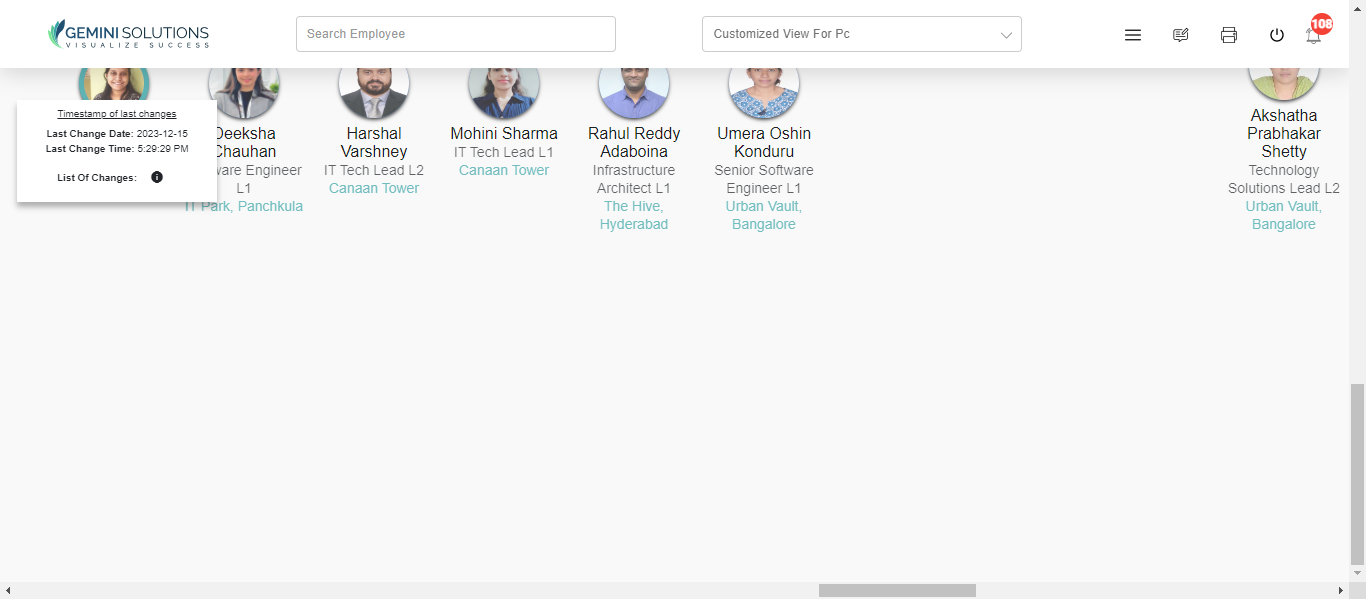 GEMINI SOLUTIONS
VISUALIZE SUCCESS
Search Employee
Customized View For Pc
108
Timestamp of last changes
Last Change Date: 2023-12-15
Last Change Time: 5:29:29 PM
List Of Changes:
Deeksha
Chauhan
ware Engineer
L1
IT Park, Panchkula
Harshal
Varshney
IT Tech Lead L2
Canaan Tower
Mohini Sharma
IT Tech Lead L1
Canaan Tower
Rahul Reddy
Adaboina
Infrastructure
Architect L1
The Hive,
Hyderabad
Umera Oshin
Konduru
Senior Software
Engineer L1
Urban Vault,
Bangalore
Akshatha
Prabhakar
Shetty
Technology
Solutions Lead L2
Urban Vault,
Bangalore